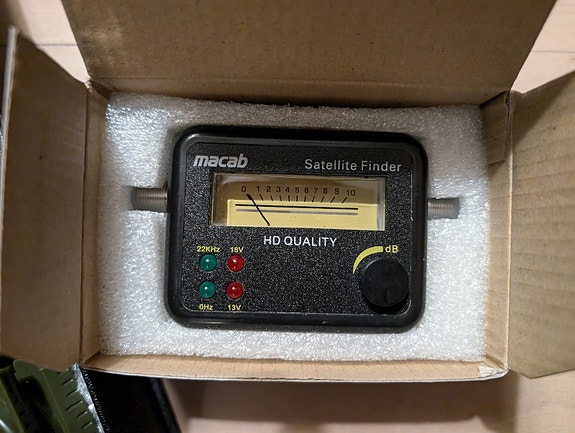 macab
Satellite Finder
0 1 2 3 4 5 6 7 8 9 10
HD QUALITY
dB
22KHz 18V
0Hz 13V